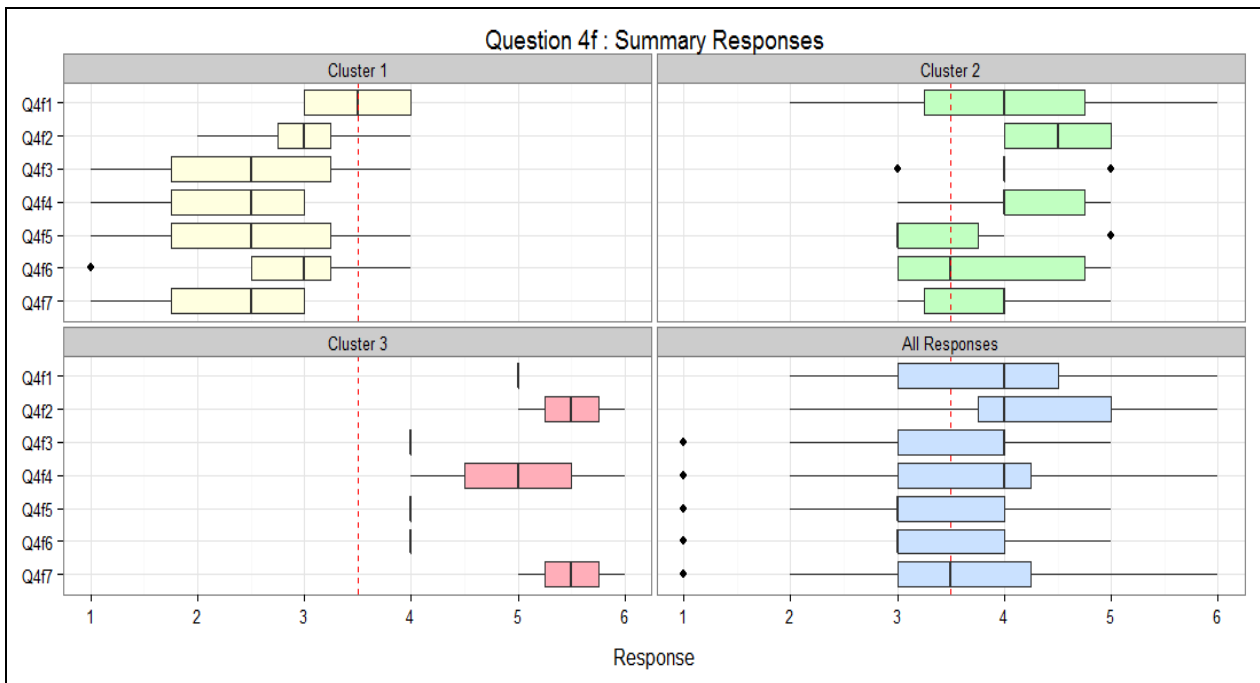 Question 4f : Summary Responses
Cluster 1
Cluster 2
Q4f1
Q4f2
Q4f3
Q4f4
Q4f5
Q4f6
Q4f7
Cluster 3
All Responses
Q4f1
Q4f2
Q4f3
Q4f4
Q4f5
Q4f6
Q4f7
1 2 3 4 5 6
1 2 3 4 5 6
Response